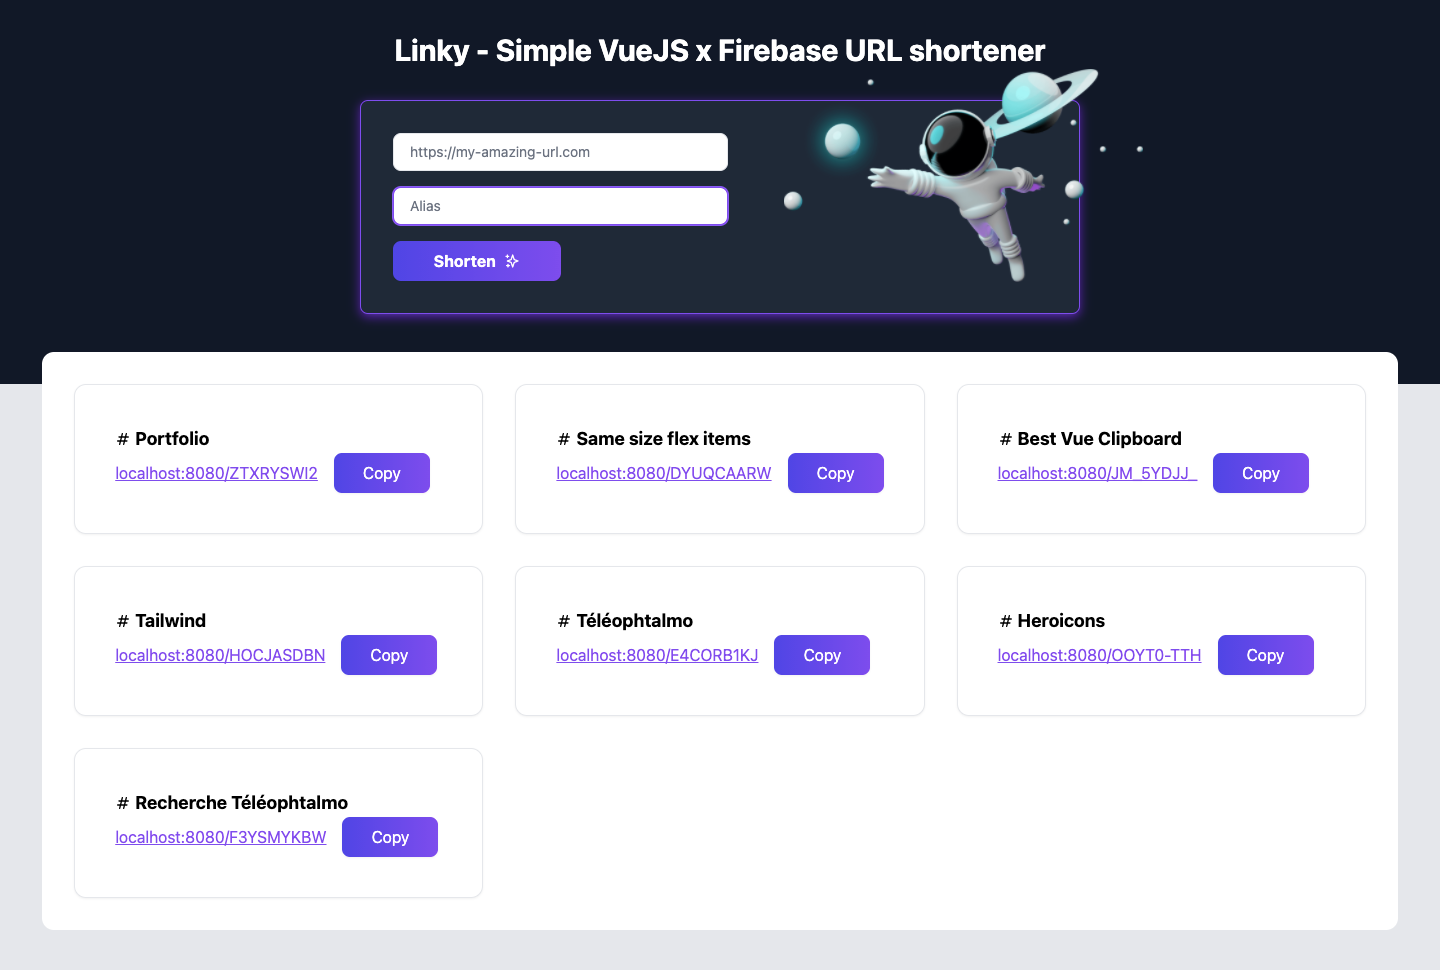 Linky - Simple VueJS x Firebase URL shortener
https://my-amazing-url.com
Alias
Shorten
# Portfolio
localhost:8080/ZTXRYSWI2 Copy
# Same size flex items
localhost:8080/DYUQCAARW Copy
# Best Vue Clipboard
localhost:8080/JM_5YDJJ_ Copy
# Tailwind
localhost:8080/HOCJASDBN Copy
# Téléophtalmo
localhost:8080/E4CORB1KJ Copy
# Heroicons
localhost:8080/OOYT0-TTH Copy
# Recherche Téléophtalmo
localhost:8080/F3YSMYKBW Copy